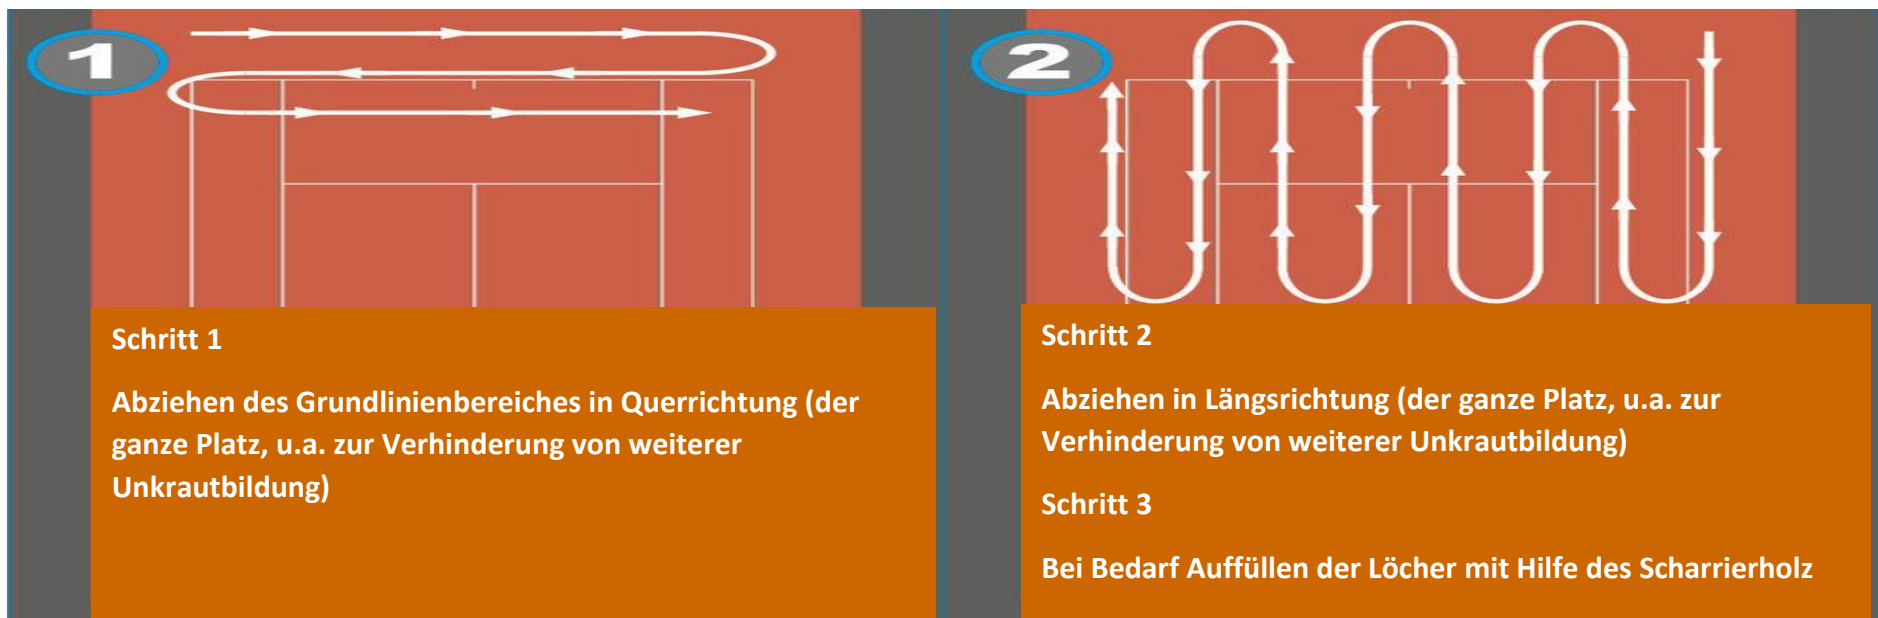 1
Schritt 1
Abziehen des Grundlinienbereiches in Querrichtung (der
ganze Platz, u.a. zur Verhinderung von weiterer
Unkrautbildung)
2
Schritt 2
Abziehen in Längsrichtung (der ganze Platz, u.a. zur
Verhinderung von weiterer Unkrautbildung)
Schritt 3
Bei Bedarf Auffüllen der Löcher mit Hilfe des Scharrierholz